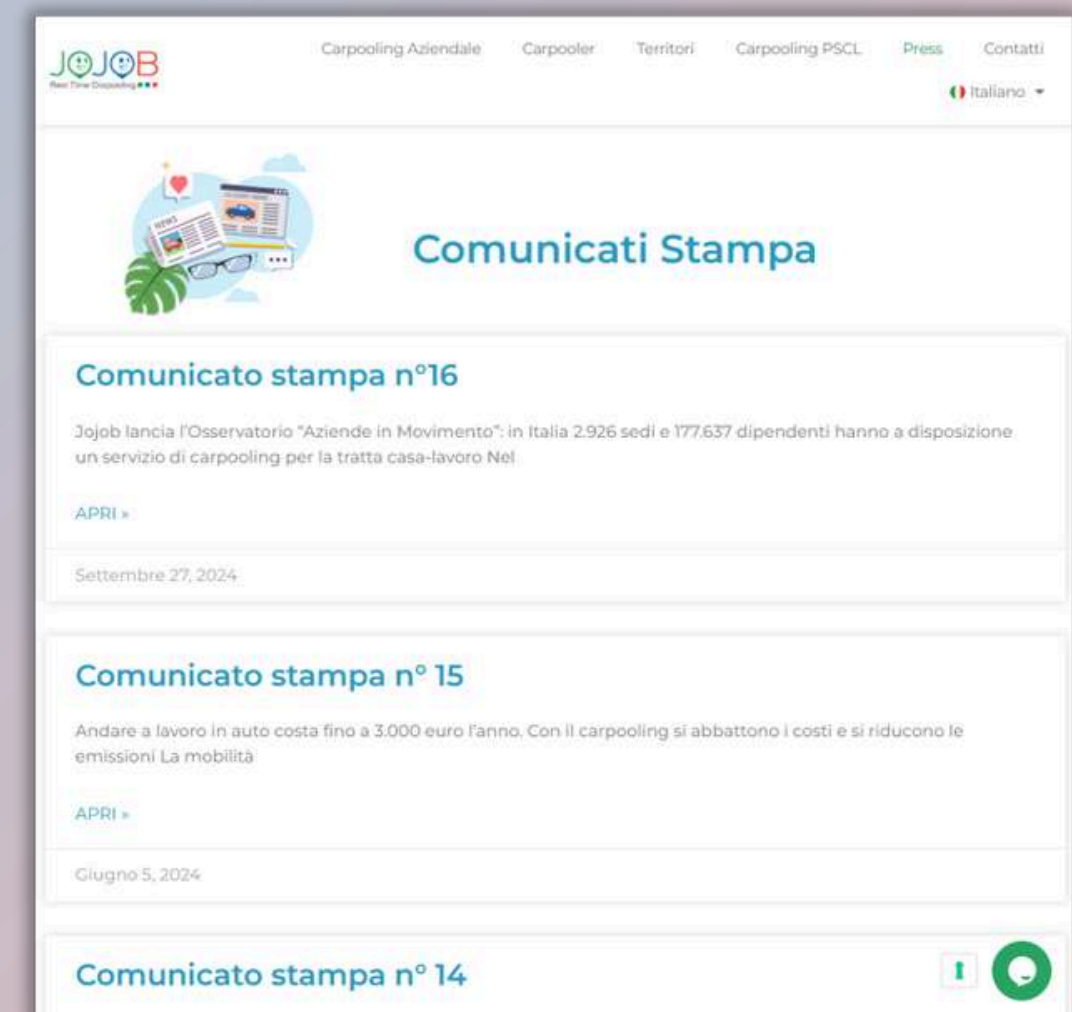 JOJOB
Real Time Carpooling
Carpooling Aziendale Carpooler Territori Carpooling PSCL Press Contatti
Italiano
NEWS
Comunicati Stampa
Comunicato stampa n°16
Jojob lancia l'Osservatorio "Aziende in Movimento": in Italia 2.926 sedi e 177.637 dipendenti hanno a disposizione
un servizio di carpooling per la tratta casa-lavoro Nel
APRI »
Settembre 27, 2024
Comunicato stampa n° 15
Andare a lavoro in auto costa fino a 3.000 euro l'anno. Con il carpooling si abbattono i costi e si riducono le
emissioni La mobilità
APRI »
Giugno 5, 2024
Comunicato stampa n° 14